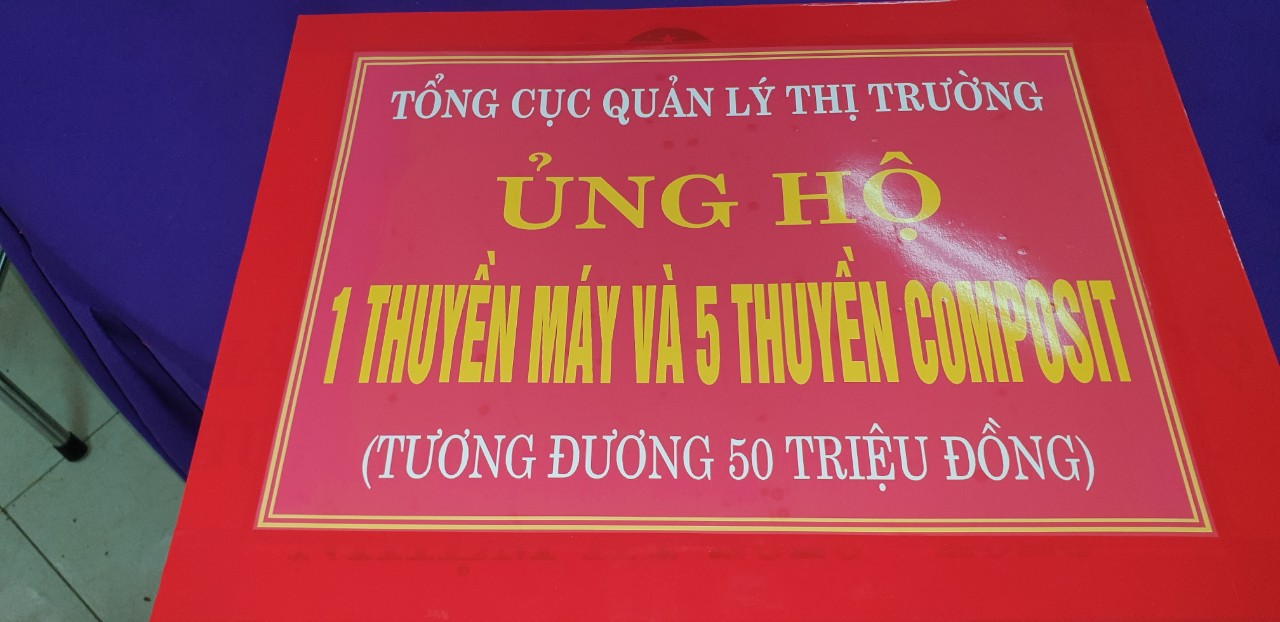 TỔNG CỤC QUẢN LÝ THỊ TRƯỜNG
ỦNG HỘ
1 THUYỀN MÁY VÀ 5 THUYỀN COMPOSIT
(TƯƠNG ĐƯƠNG 50 TRIỆU ĐỒNG)